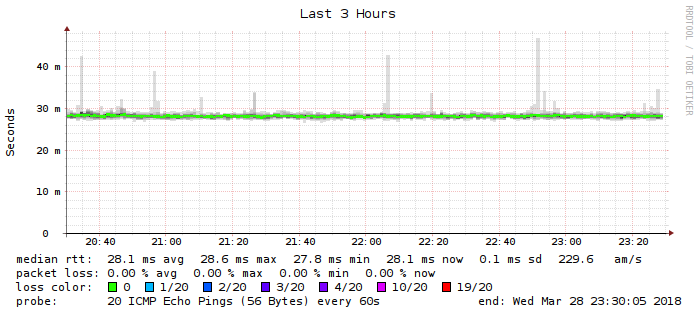 Last 3 Hours
RRDTOOL / TOBI OETIKER
Seconds
40 m
30 m
20 m
10 m
0
20:40 21:00 21:20 21:40 22:00 22:20 22:40 23:00 23:20
median rtt: 28.1 ms avg 28.6 ms max 27.8 ms min 28.1 ms now 0.1 ms sd 229.6 am/s
packet loss: 0.00 % avg 0.00 % max 0.00 % min 0.00 % now
loss color: 0 1/20 2/20 3/20 4/20 10/20 19/20
probe: 20 ICMP Echo Pings (56 Bytes) every 60s end: Wed Mar 28 23:30:05 2018